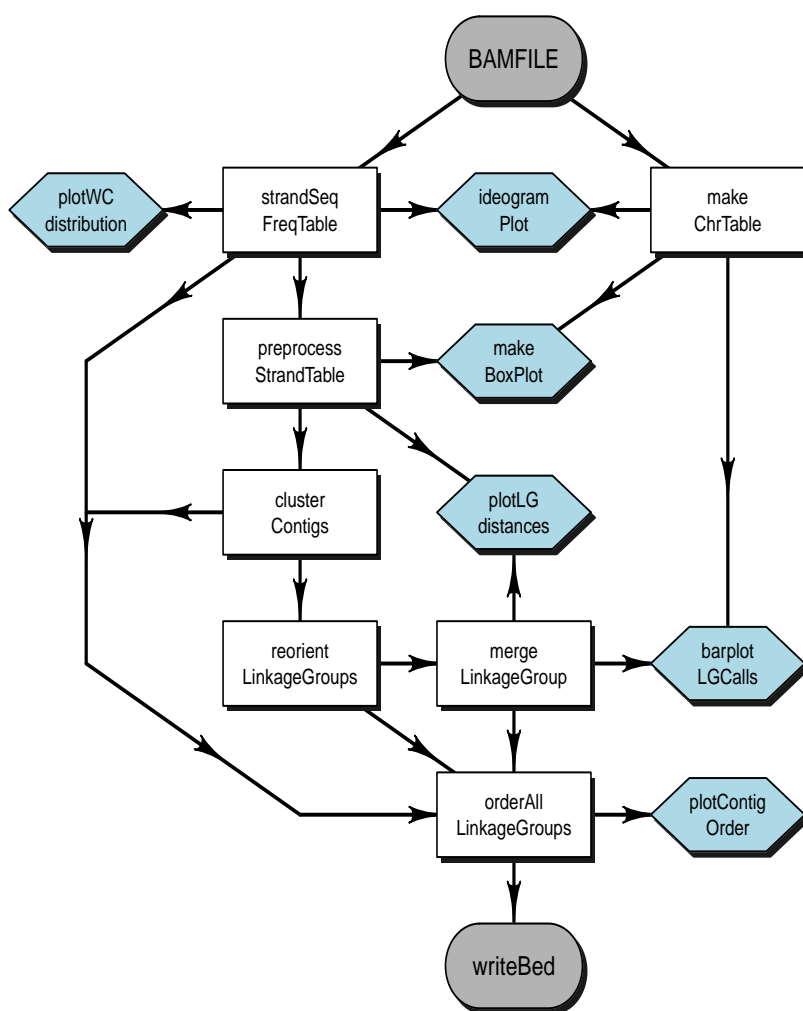 BAMFILE
plotWC
distribution
strandSeq
FreqTable
ideogram
Plot
make
ChrTable
preprocess
StrandTable
make
BoxPlot
cluster
Contigs
plotLG
distances
reorient
LinkageGroups
merge
LinkageGroup
barplot
LGCalls
orderAll
LinkageGroups
plotContig
Order
writeBed